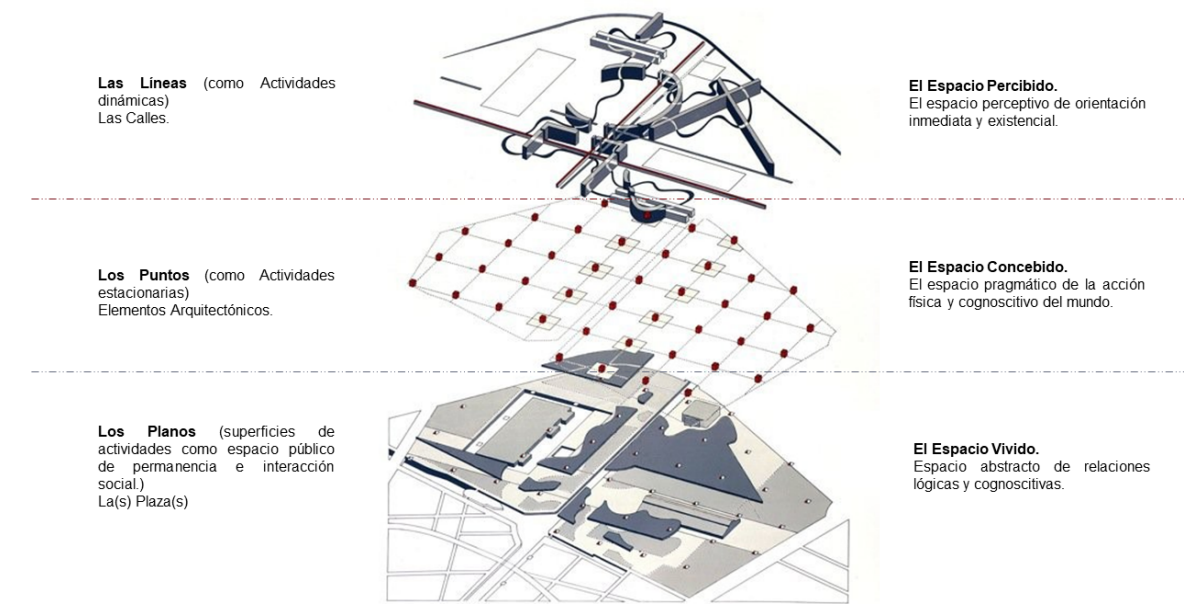 Las Líneas (como Actividades
dinámicas)
Las Calles.
El Espacio Percibido.
El espacio perceptivo de orientación
inmediata y existencial.
Los Puntos (como Actividades
estacionarias)
Elementos Arquitectónicos.
El Espacio Concebido.
El espacio pragmático de la acción
física y cognoscitivo del mundo.
Los Planos (superficies de
actividades como espacio público
de permanencia e interacción
social.)
La(s) Plaza(s)
El Espacio Vivido.
Espacio abstracto de relaciones
lógicas y cognoscitivas.